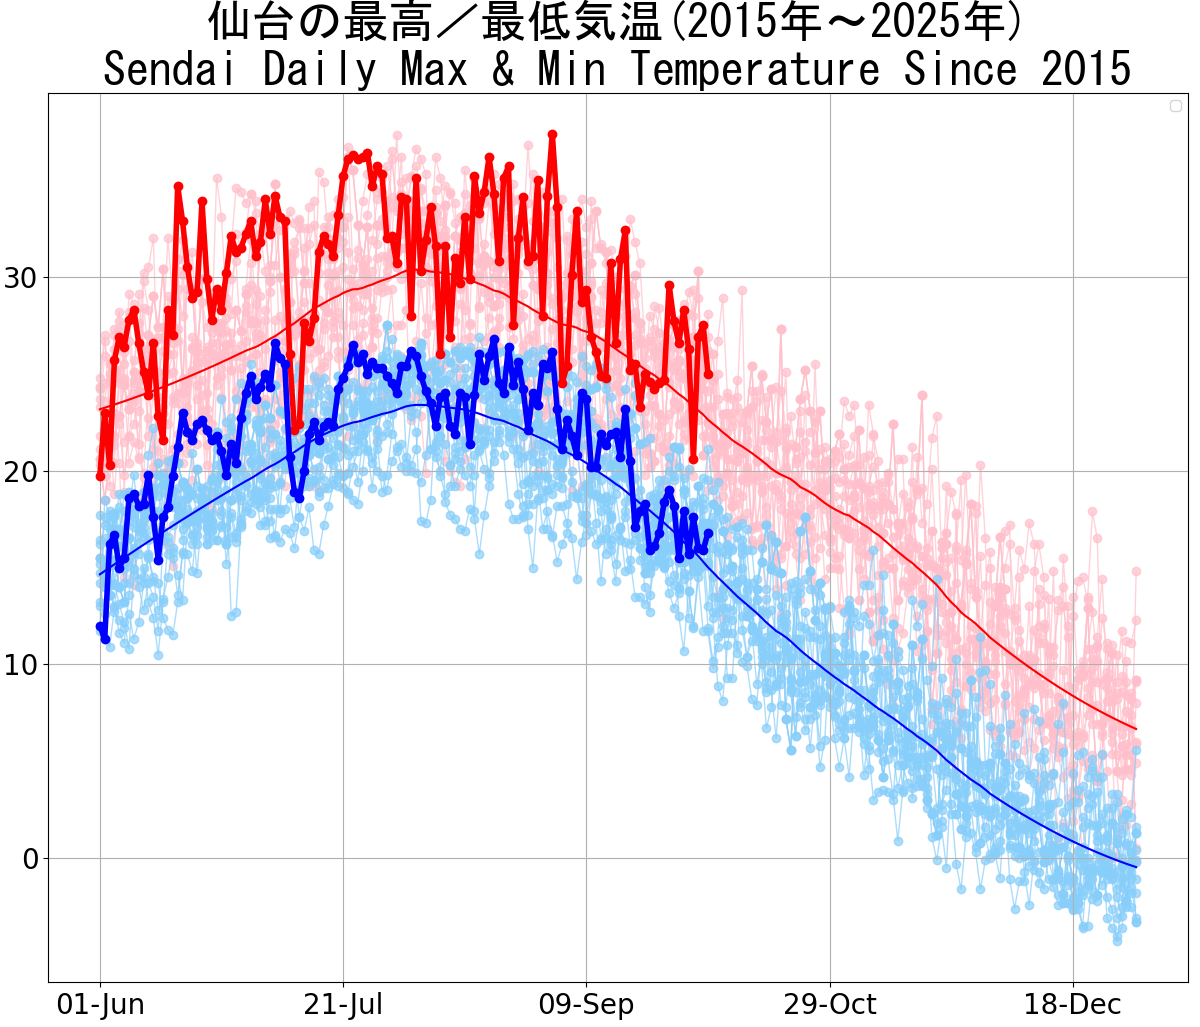 仙台の最高／最低気温(2015年～2025年)
Sendai Daily Max & Min Temperature Since 2015
30
20
10
0
01-Jun 21-Jul 09-Sep 29-Oct 18-Dec